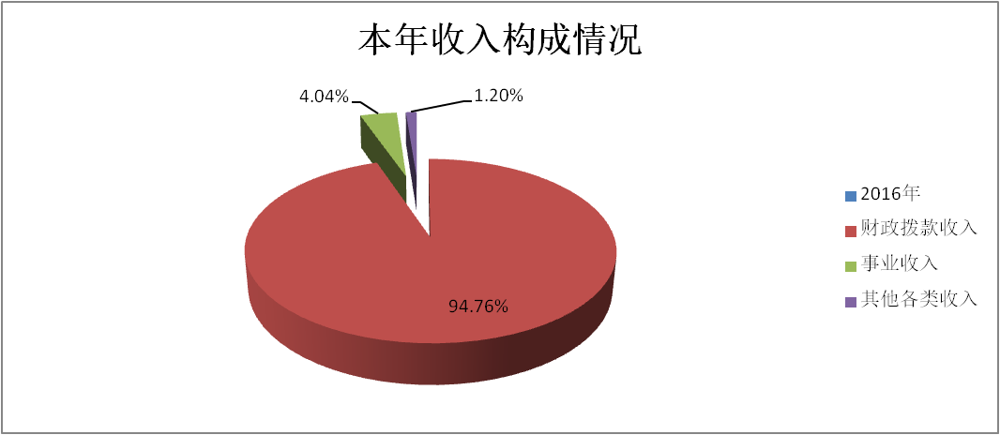 本年收入构成情况
4.04%
1.20%
94.76%
2016年
财政拨款收入
事业收入
其他各类收入